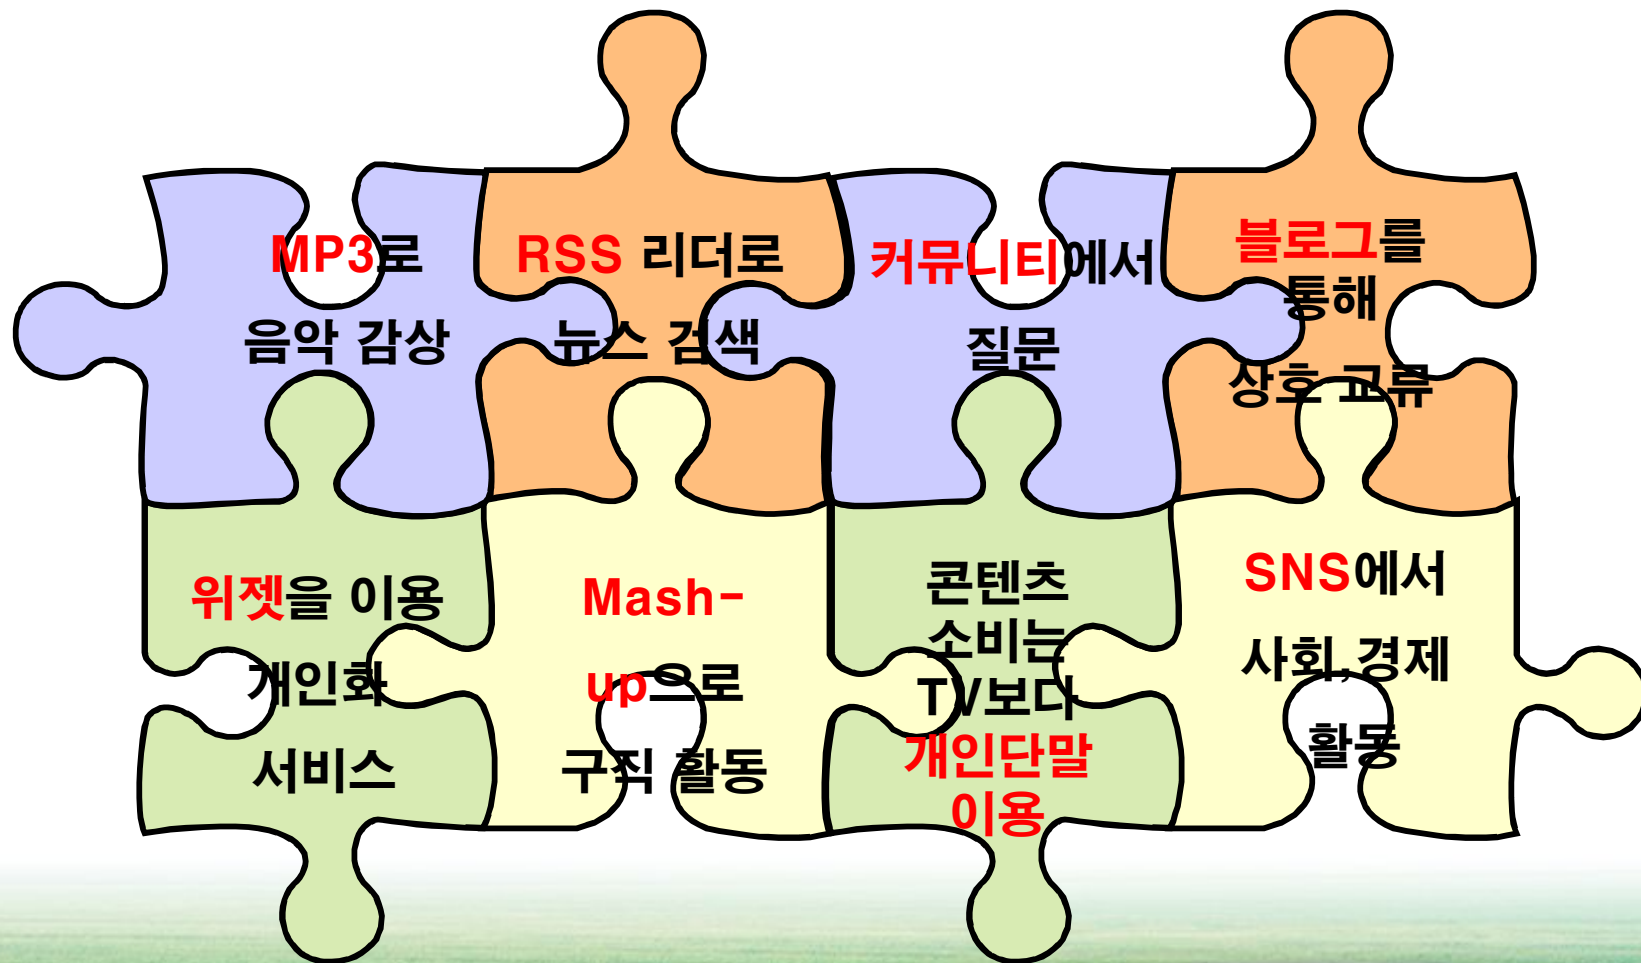 MP3로
음악 감상
RSS 리더로
뉴스 검색
커뮤니티에서
질문
블로그를
통해
상호 교류
위젯을 이용
개인화
서비스
Mash-
up으로
구직 활동
콘텐츠
소비는
TV보다
개인단말
이용
SNS에서
사회,경제
활동